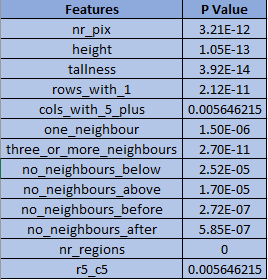 Features P Value
nr_pix 3.21E-12
height 1.05E-13
tallness 3.92E-14
rows_with_1 2.12E-11
cols_with_5_plus 0.005646215
one_neighbour 1.50E-06
three_or_more_neighbours 2.70E-11
no_neighbours_below 2.52E-05
no_neighbours_above 1.70E-05
no_neighbours_before 2.72E-07
no_neighbours_after 5.85E-07
nr_regions 0
r5_c5 0.005646215